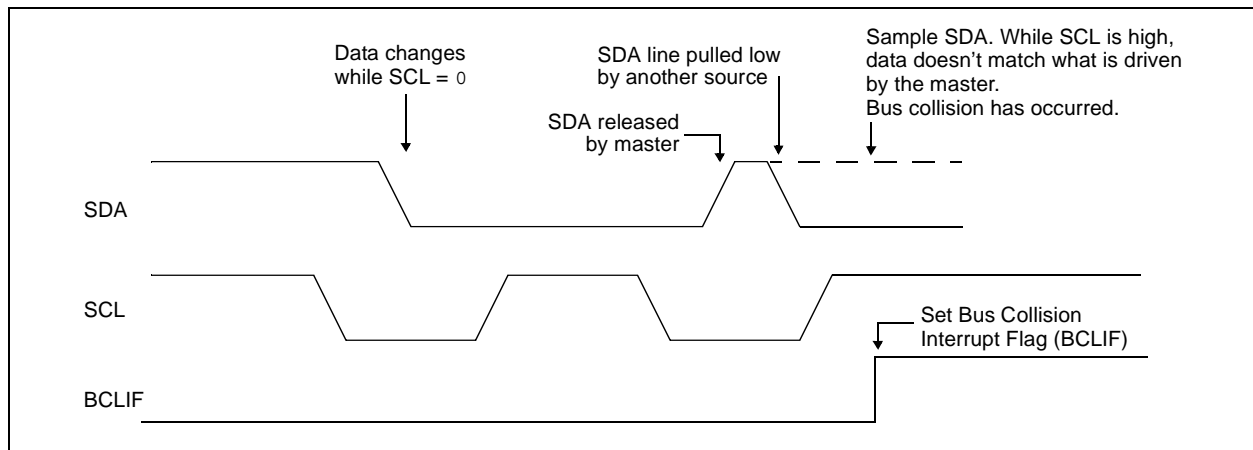 Data changes
while SCL = 0
SDA line pulled low
by another source
SDA released
by master
Sample SDA. While SCL is high,
data doesn’t match what is driven
by the master.
Bus collision has occurred.
SDA
SCL
Set Bus Collision
Interrupt Flag (BCLIF)
BCLIF